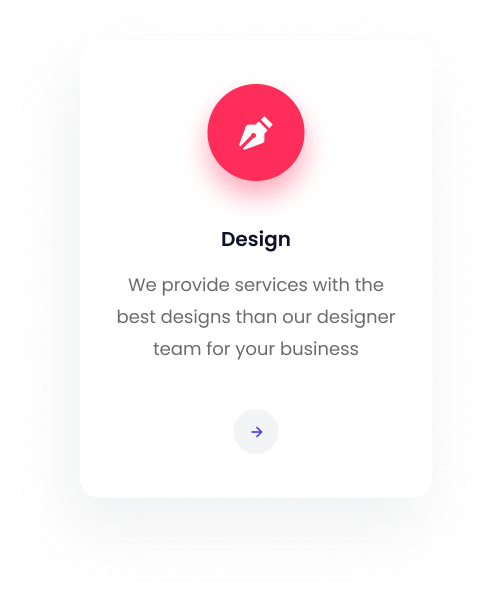 Design
We provide services with the
best designs than our designer
team for your business